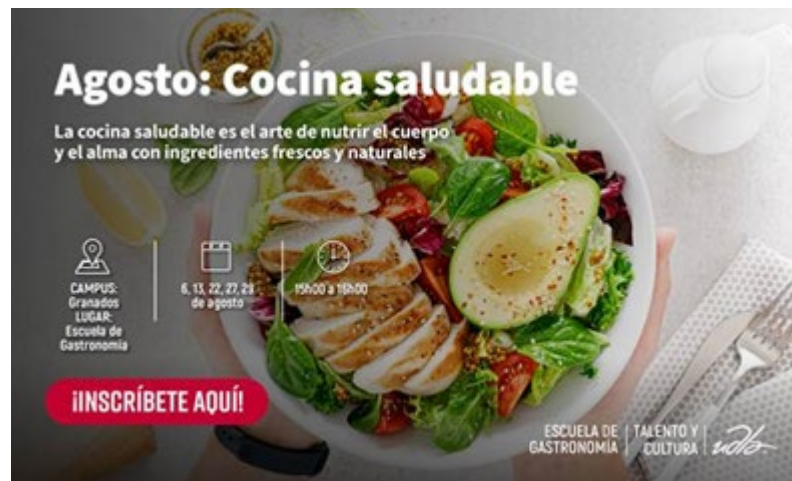 Agosto: Cocina saludable
La cocina saludable es el arte de nutrir el cuerpo
y el alma con ingredientes frescos y naturales
CAMPUS:
Granados
LUGAR:
Escuela de
Gastronomía
6, 13, 22, 27, 29
de agosto
15h00 a 18h00
¡INSCRÍBETE AQUÍ!
ESCUELA DE
GASTRONOMÍA
TALENTO Y
CULTURA
udla